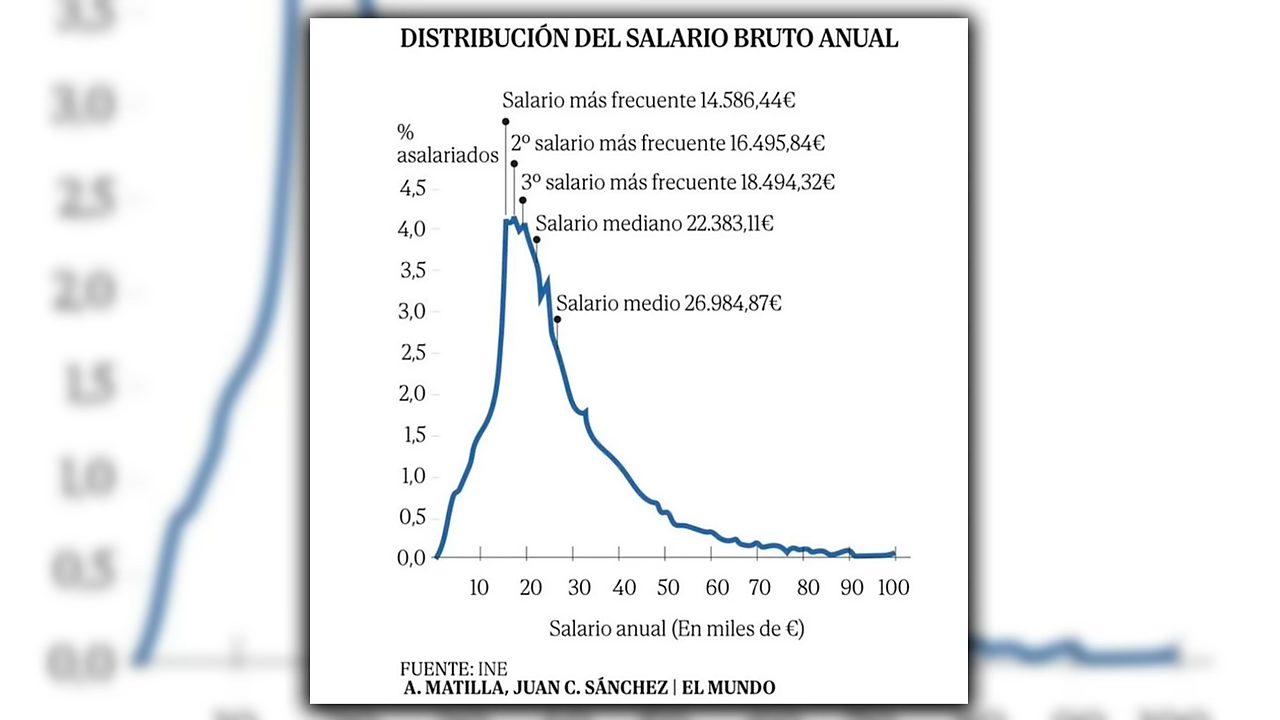 DISTRIBUCIÓN DEL SALARIO BRUTO ANUAL
Salario más frecuente 14.586,44€
%
asalariados
2º salario más frecuente 16.495,84€
3º salario más frecuente 18.494,32€
Salario mediano 22.383,11€
Salario medio 26.984,87€
4,5
4,0
3,5
3,0
2,5
2,0
1,5
1,0
0,5
0,0
10 20 30 40 50 60 70 80 90 100
Salario anual (En miles de €)
FUENTE: INE
A. MATILLA, JUAN C. SÁNCHEZ | EL MUNDO
3,5
3,0
2,5
2,0
1,5
1,0
0,5
0,0